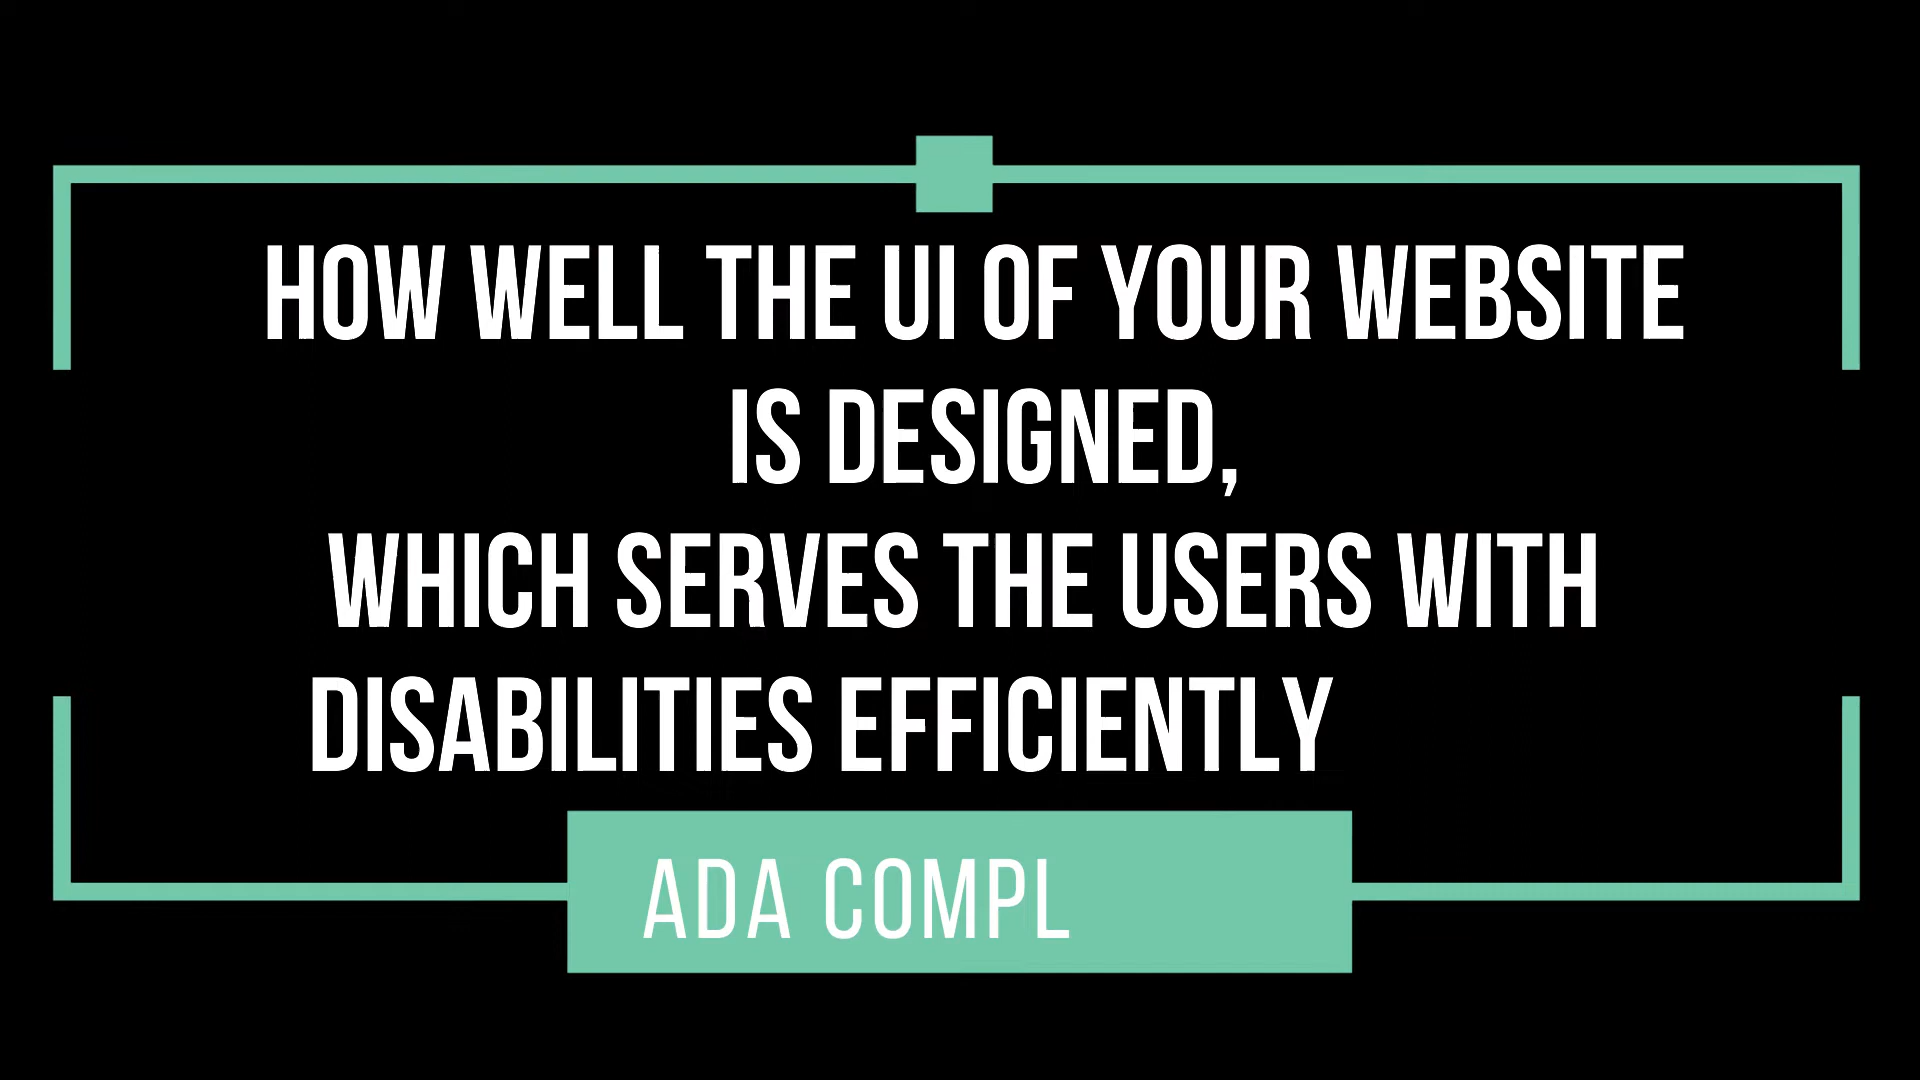 HOW WELL THE UI OF YOUR WEBSITE
IS DESIGNED,
WHICH SERVES THE USERS WITH
DISABILITIES EFFICIENTLY
ADA COMPL